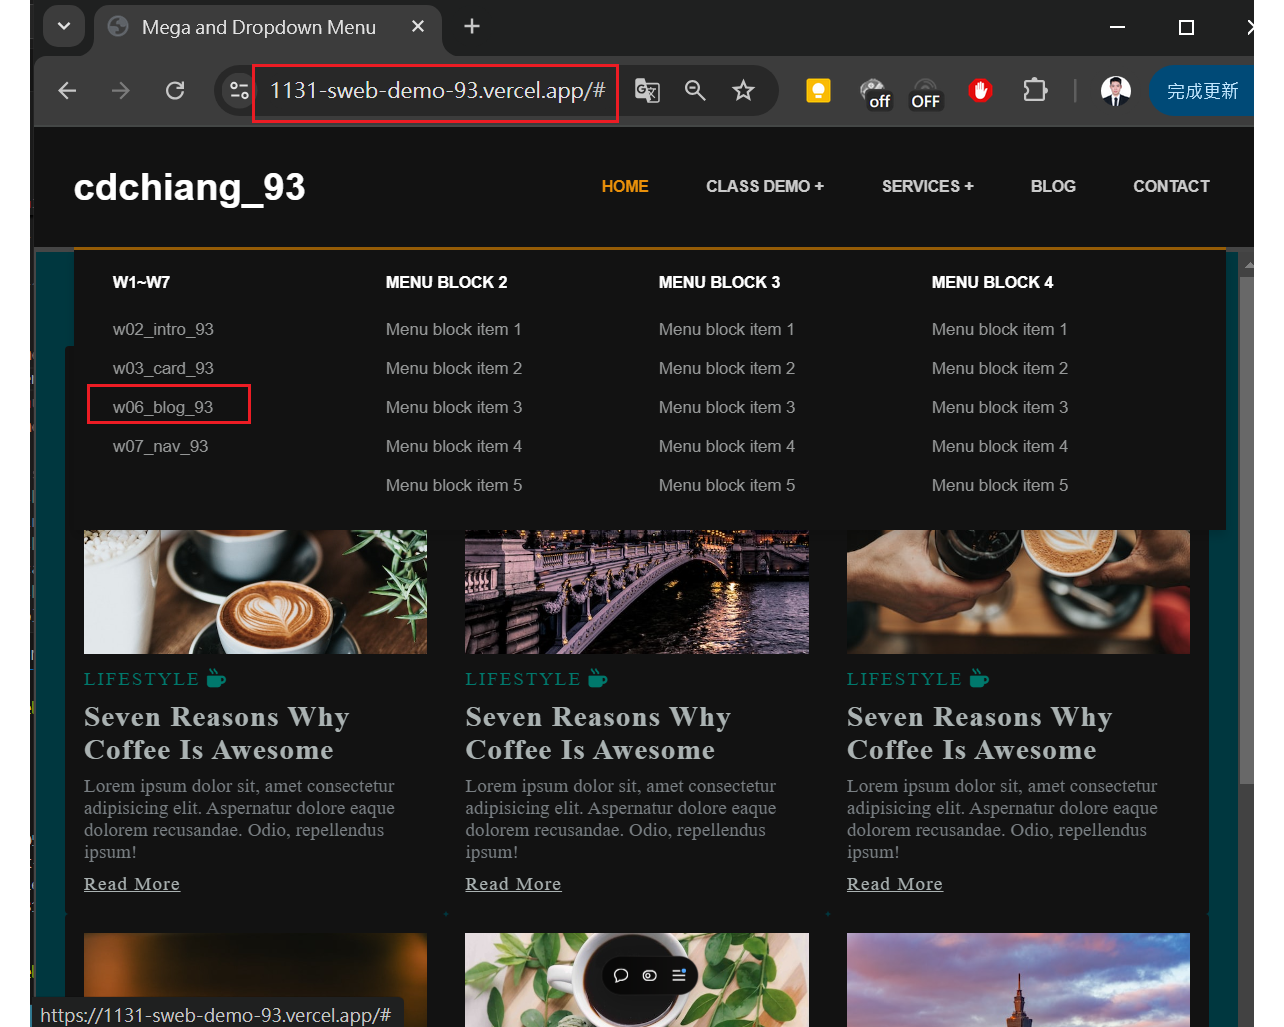 Mega and Dropdown Menu
1131-sweb-demo-93.vercel.app/#
off
OFF
完成更新
cdchiang_93
HOME
CLASS DEMO +
SERVICES +
BLOG
CONTACT
W1~W7
w02_intro_93
w03_card_93
w06_blog_93
w07_nav_93
MENU BLOCK 2
Menu block item 1
Menu block item 2
Menu block item 3
Menu block item 4
Menu block item 5
MENU BLOCK 3
Menu block item 1
Menu block item 2
Menu block item 3
Menu block item 4
Menu block item 5
MENU BLOCK 4
Menu block item 1
Menu block item 2
Menu block item 3
Menu block item 4
Menu block item 5
LIFESTYLE
Seven Reasons Why
Coffee Is Awesome
Lorem ipsum dolor sit, amet consectetur
adipisicing elit. Aspernatur dolore eaque
dolorem recusandae. Odio, repellendus
ipsum!
Read More
LIFESTYLE
Seven Reasons Why
Coffee Is Awesome
Lorem ipsum dolor sit, amet consectetur
adipisicing elit. Aspernatur dolore eaque
dolorem recusandae. Odio, repellendus
ipsum!
Read More
LIFESTYLE
Seven Reasons Why
Coffee Is Awesome
Lorem ipsum dolor sit, amet consectetur
adipisicing elit. Aspernatur dolore eaque
dolorem recusandae. Odio, repellendus
ipsum!
Read More
https://1131-sweb-demo-93.vercel.app/#